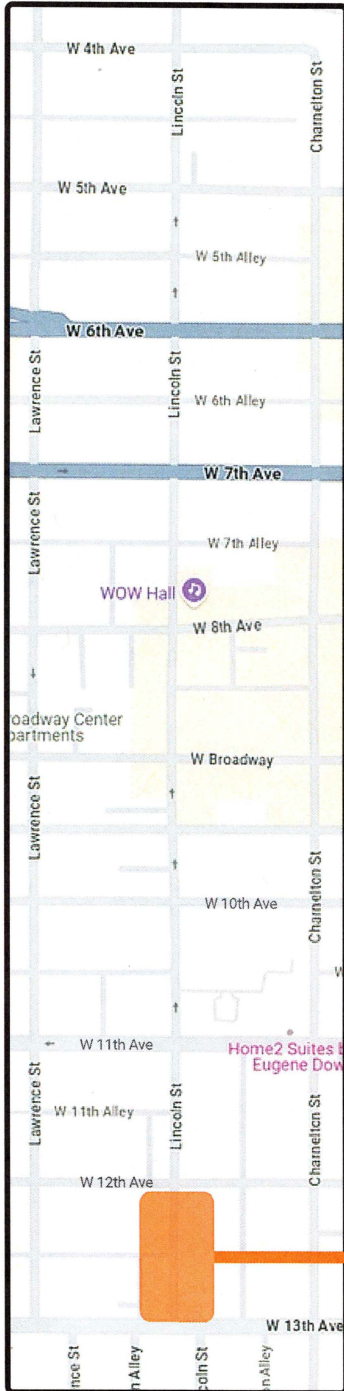 W 4th Ave
Lincoln St
Charnelton St
W 5th Ave
W 5th Alley
W 6th Ave
Lawrence St
Lincoln St
W 6th Alley
W 7th Ave
Lawrence St
W 7th Alley
WOW Hall
W 8th Ave
roadway Center
partments
W Broadway
Lawrence St
Charnelton St
W 10th Ave
W
W 11th Ave
Home2 Suites b
Eugene Dow
Lawrence St
W 11th Alley
Lincoln St
Charnelton St
W 12th Ave
W 13th Ave
nce St
n Alley
coln St
n Alley